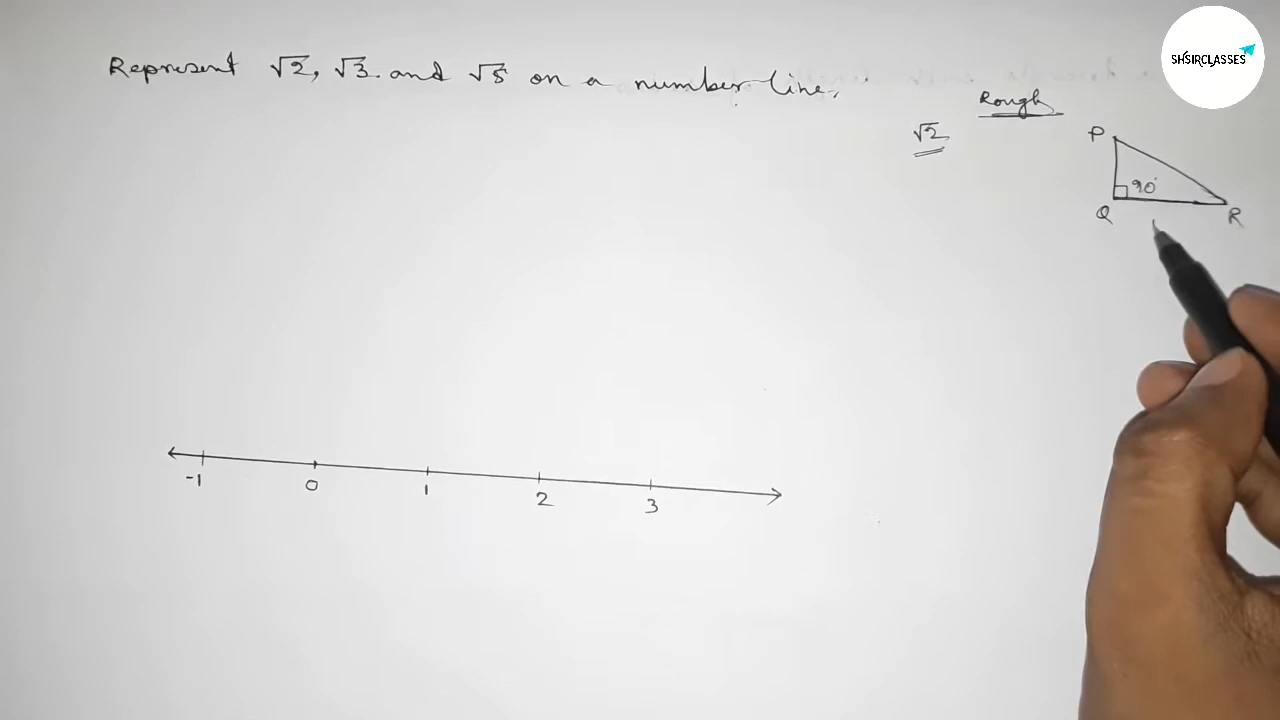 Represent √2, √3 and √5 on a number line.
SHSIRCLASSES
Rough
√2
P
90°
Q
R
-1
0
1
2
3